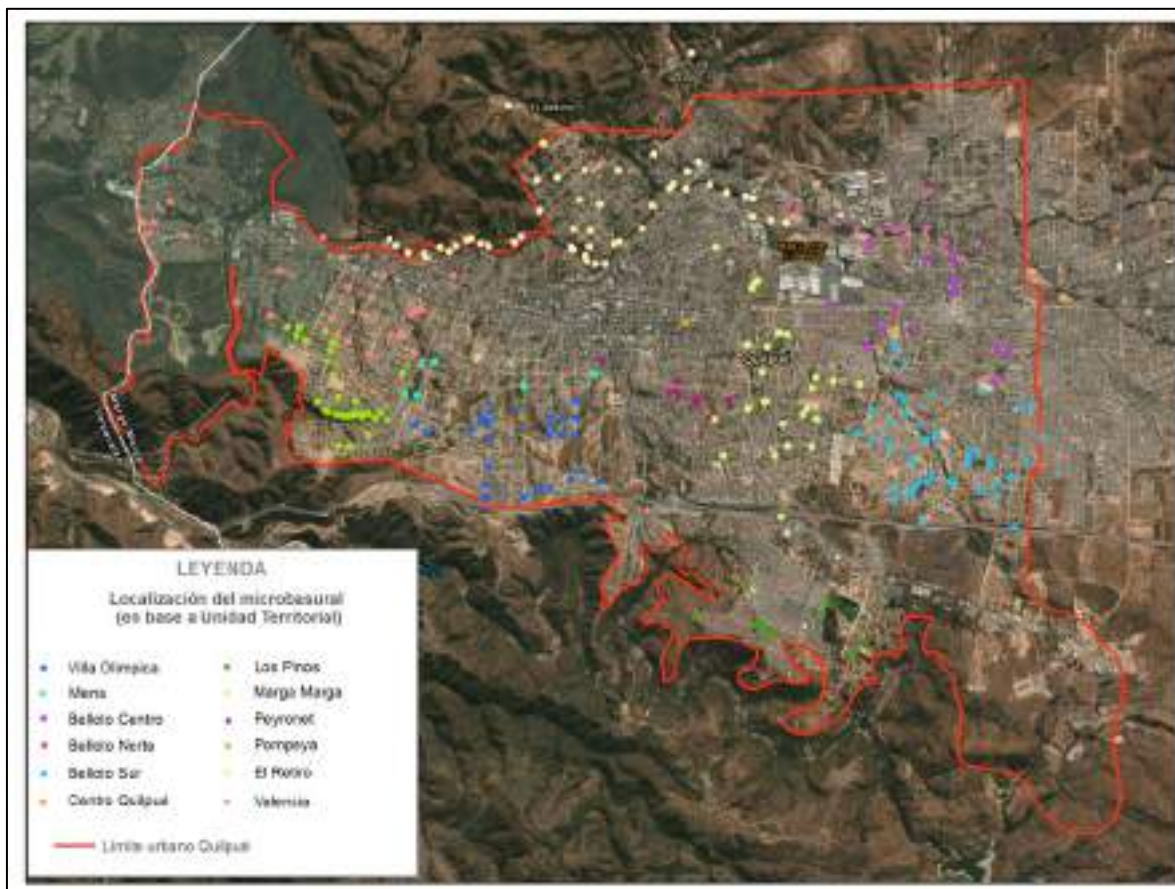 LEYENDA
Localización del microbasural
(en base a Unidad Territorial)
Villa Olímpica
Mena
Belloto Centro
Belloto Norte
Belloto Sur
Centro Quilpué
Los Pinos
Marga Marga
Peyronet
Pompeya
El Retiro
Valencia
Límite urbano Quilpué